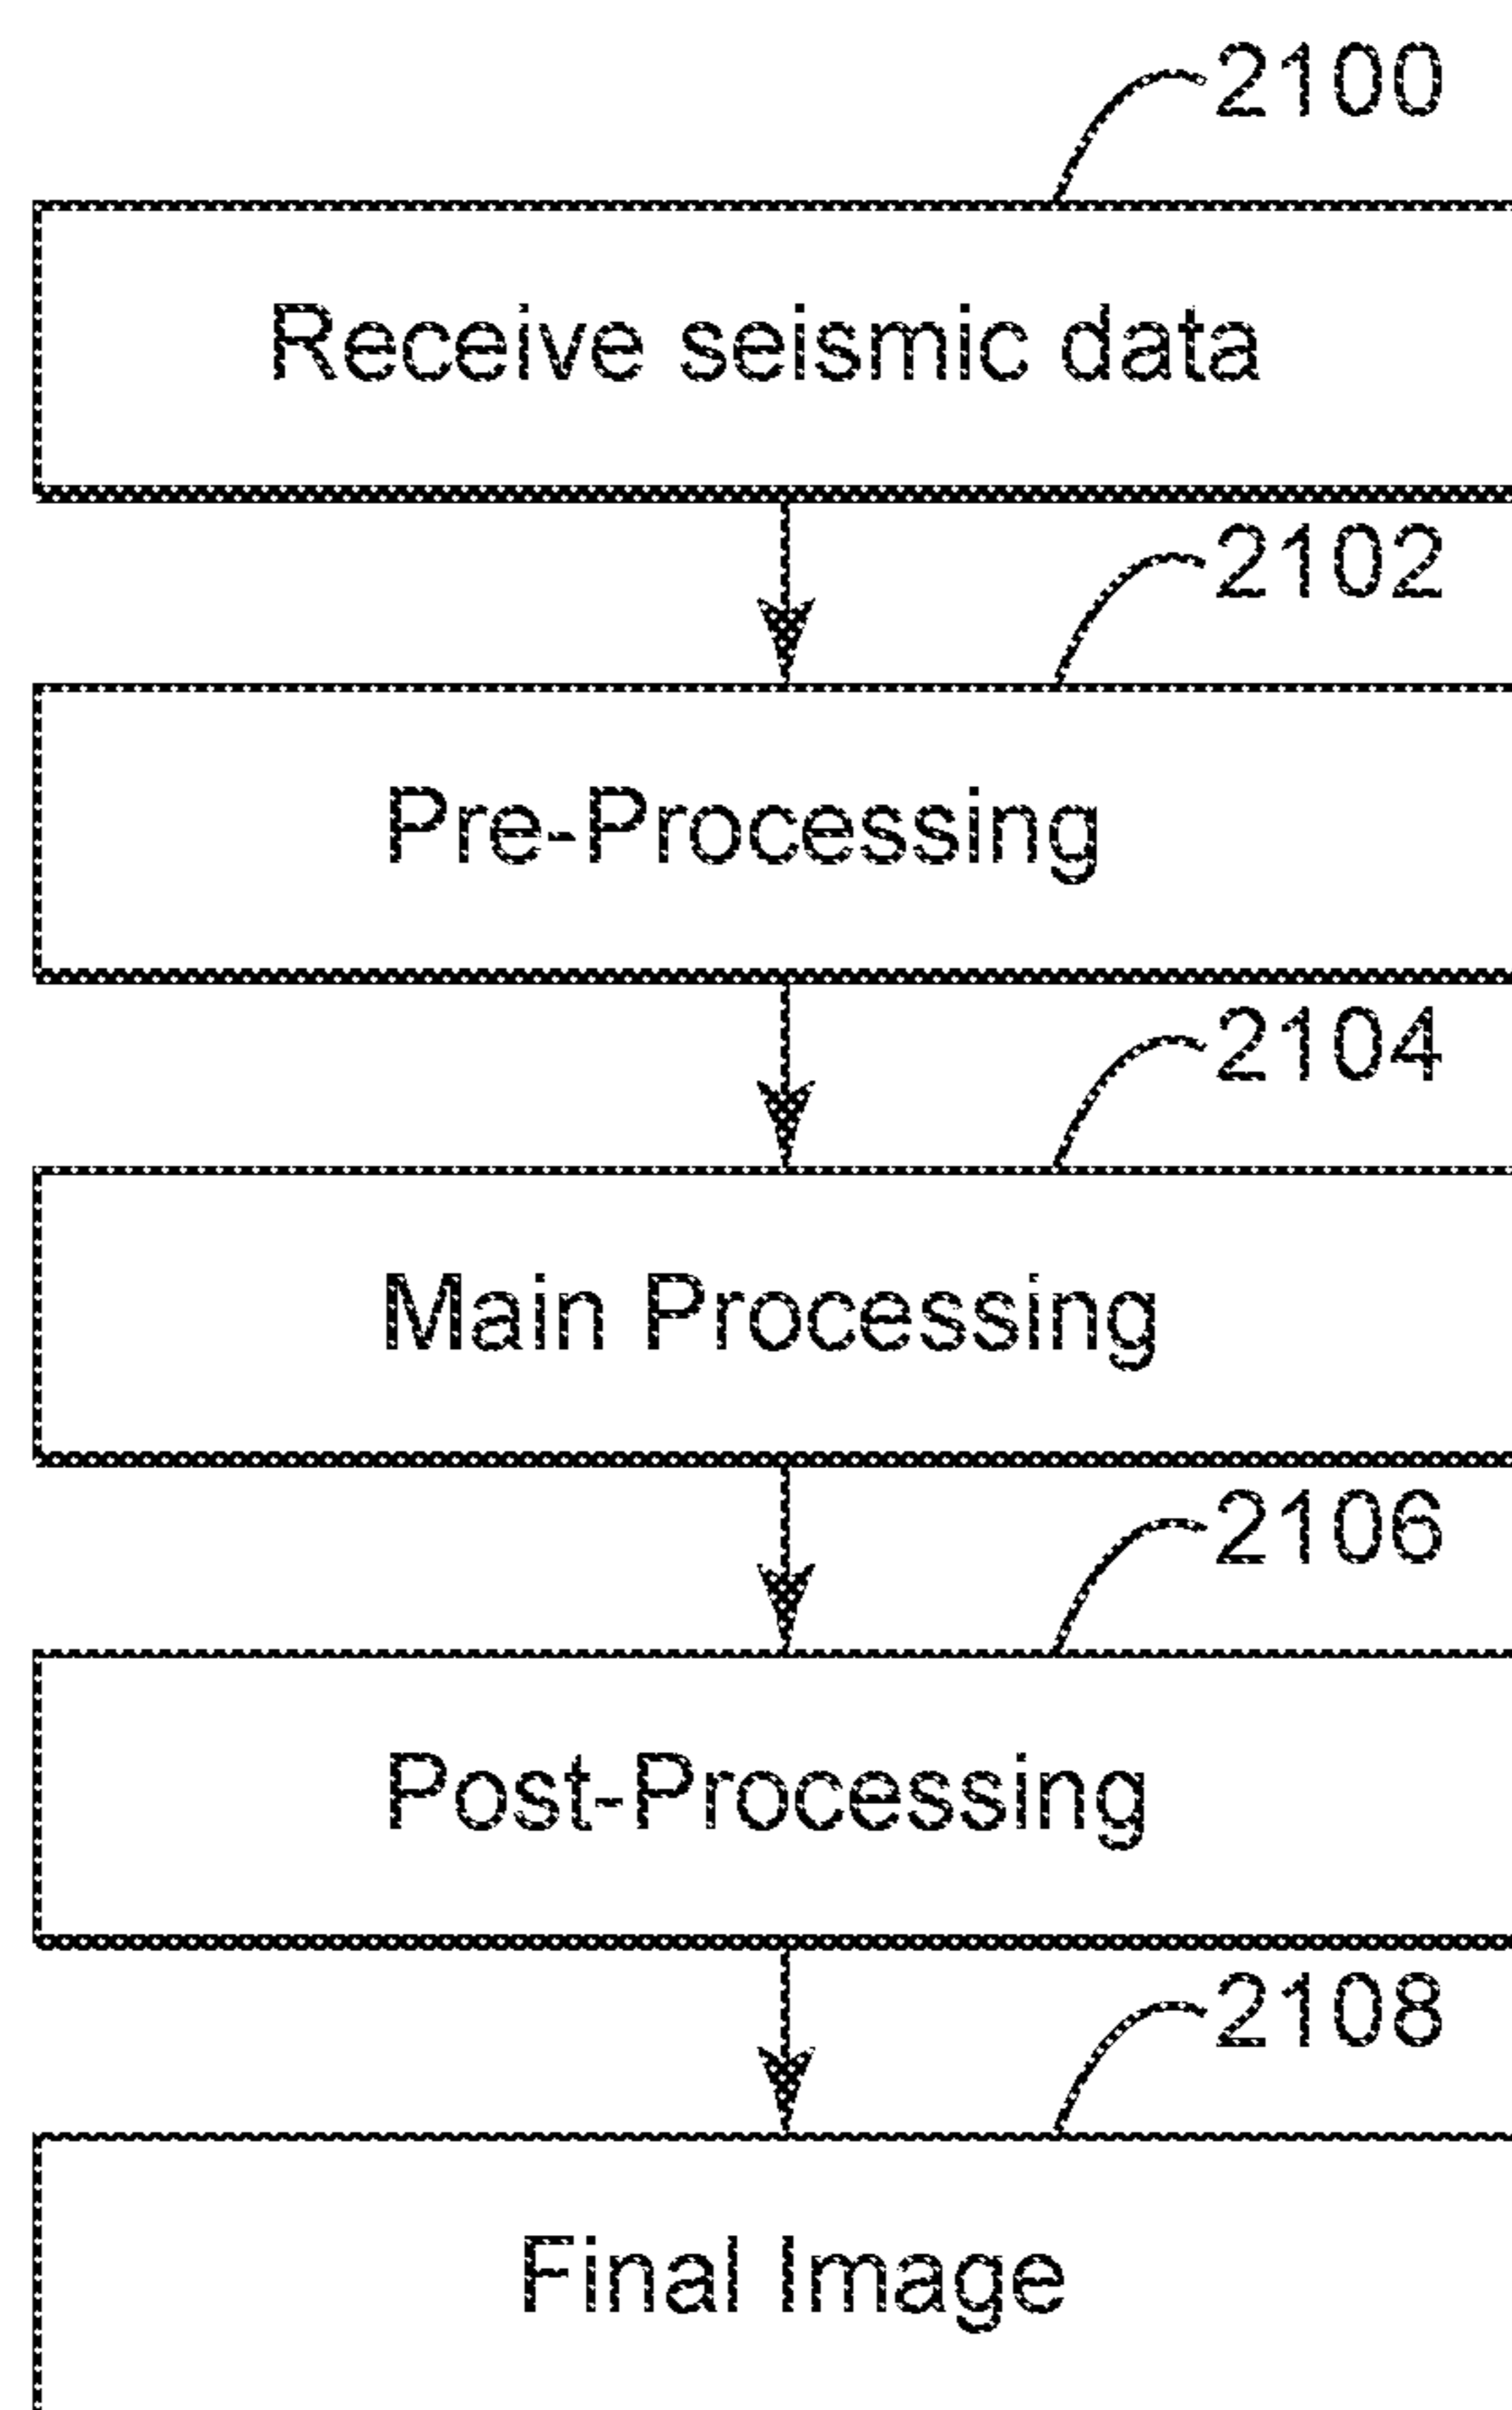 2100
Receive seismic data
2102
Pre-Processing
2104
Main Processing
2106
Post-Processing
2108
Final Image